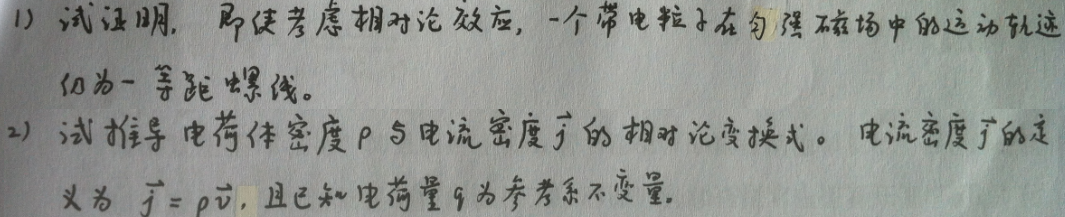 1) 试证明, 即使考虑相对论效应, 一个带电粒子在匀强磁场中的运动轨迹
仍为一等距螺线。
2) 试推导电荷体密度ρ与电流密度j⃗的相对论变换式。电流密度j⃗的定
义为 j⃗=ρv⃗, 且已知电荷量q为参考系不变量。